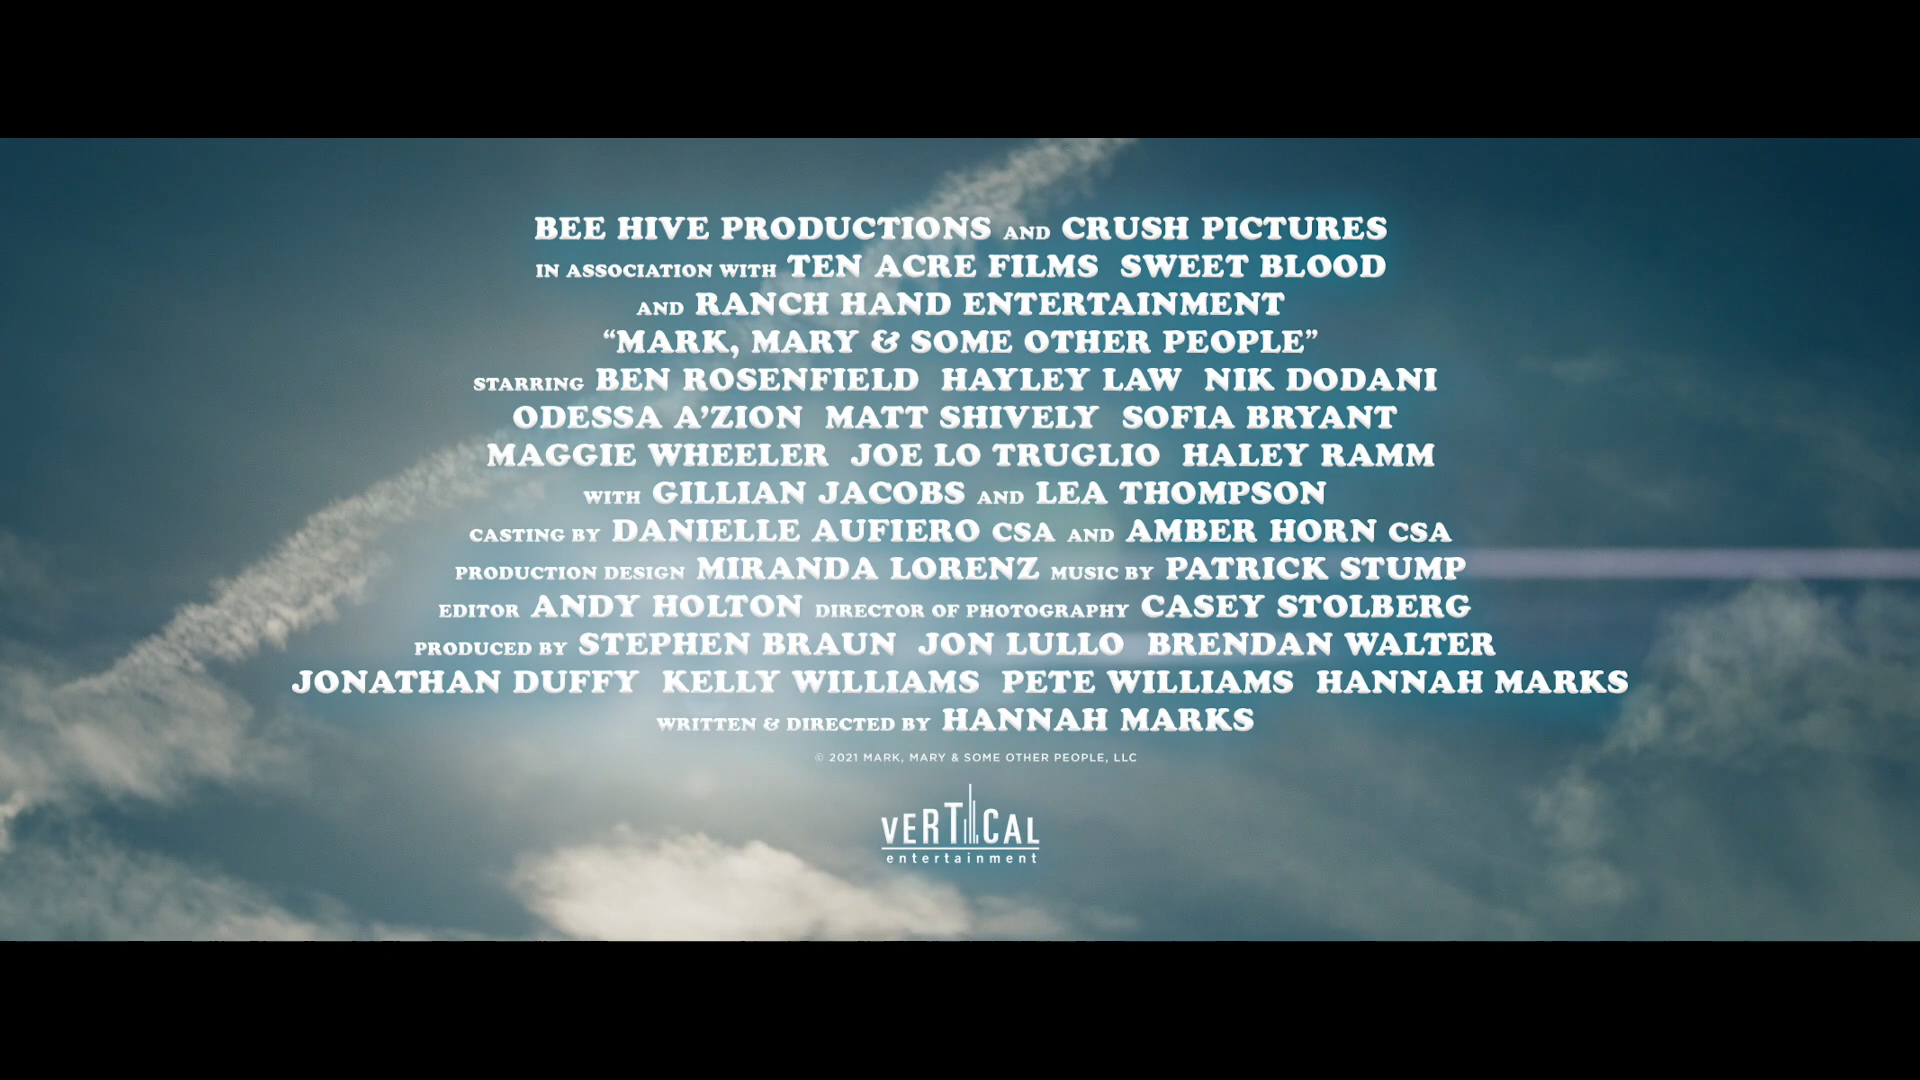 BEE HIVE PRODUCTIONS AND CRUSH PICTURES
IN ASSOCIATION WITH TEN ACRE FILMS SWEET BLOOD
AND RANCH HAND ENTERTAINMENT
“MARK, MARY & SOME OTHER PEOPLE”
STARRING BEN ROSENFIELD HAYLEY LAW NIK DODANI
ODESSA A’ZION MATT SHIVELY SOFIA BRYANT
MAGGIE WHEELER JOE LO TRUGLIO HALEY RAMM
WITH GILLIAN JACOBS AND LEA THOMPSON
CASTING BY DANIELLE AUFIERO CSA AND AMBER HORN CSA
PRODUCTION DESIGN MIRANDA LORENZ MUSIC BY PATRICK STUMP
EDITOR ANDY HOLTON DIRECTOR OF PHOTOGRAPHY CASEY STOLBERG
PRODUCED BY STEPHEN BRAUN JON LULLO BRENDAN WALTER
JONATHAN DUFFY KELLY WILLIAMS PETE WILLIAMS HANNAH MARKS
WRITTEN & DIRECTED BY HANNAH MARKS
© 2021 MARK, MARY & SOME OTHER PEOPLE, LLC
VERTICAL
entertainment